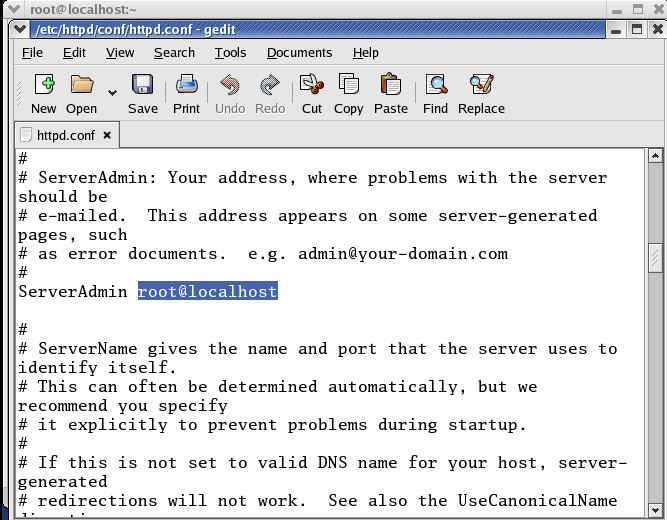 root@localhost:~
/etc/httpd/conf/httpd.conf - gedit
File Edit View Search Tools Documents Help
New Open Save Print Undo Redo Cut Copy Paste Find Replace
httpd.conf
#
# ServerAdmin: Your address, where problems with the server
should be
# e-mailed.  This address appears on some server-generated
pages, such
# as error documents.  e.g. admin@your-domain.com
#
ServerAdmin root@localhost
#
# ServerName gives the name and port that the server uses to
identify itself.
# This can often be determined automatically, but we
recommend you specify
# it explicitly to prevent problems during startup.
#
# If this is not set to valid DNS name for your host, server-
generated
# redirections will not work.  See also the UseCanonicalName